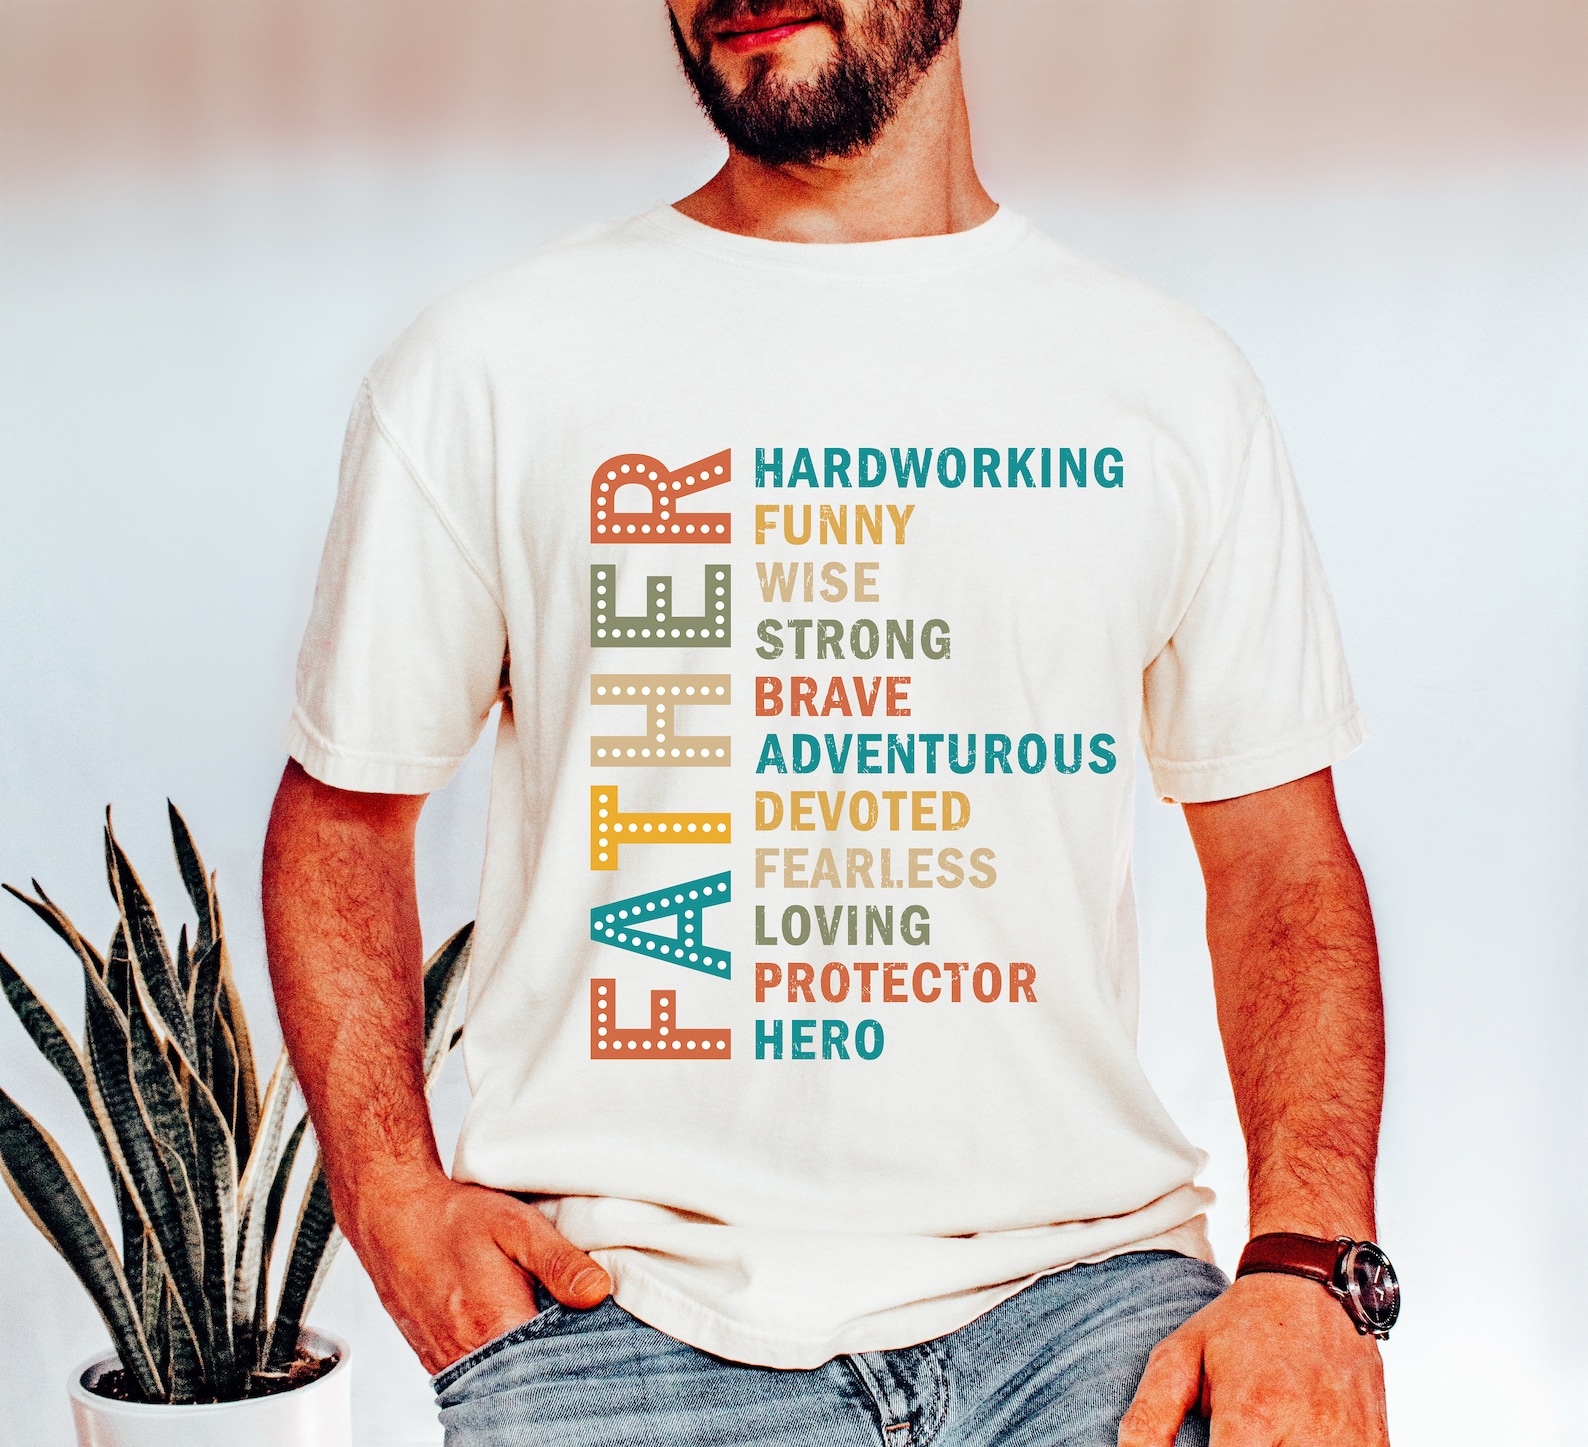 FATHER
HARDWORKING
FUNNY
WISE
STRONG
BRAVE
ADVENTUROUS
DEVOTED
FEARLESS
LOVING
PROTECTOR
HERO